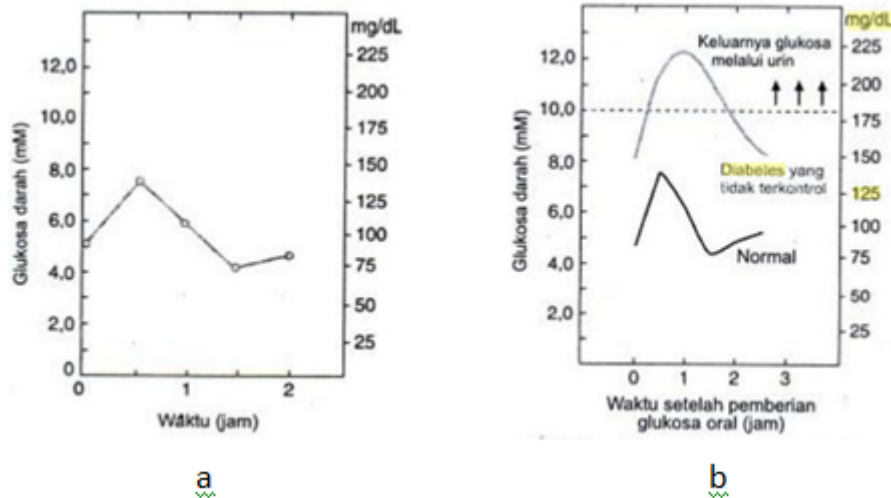 mg/dL
12,0
10,0
8,0
6,0
4,0
2,0
0
225
200
175
150
125
100
75
50
25
Glukosa darah (mM)
0 1 2
Waktu (jam)
a
mg/dL
12,0
10,0
8,0
6,0
4,0
2,0
225
200
175
150
125
100
75
50
25
Glukosa darah (mM)
Keluarnya glukosa
melalui urin
Diabeles yang
tidak terkontrol
Normal
0 1 2 3
Waktu setelah pemberian
glukosa oral (jam)
b